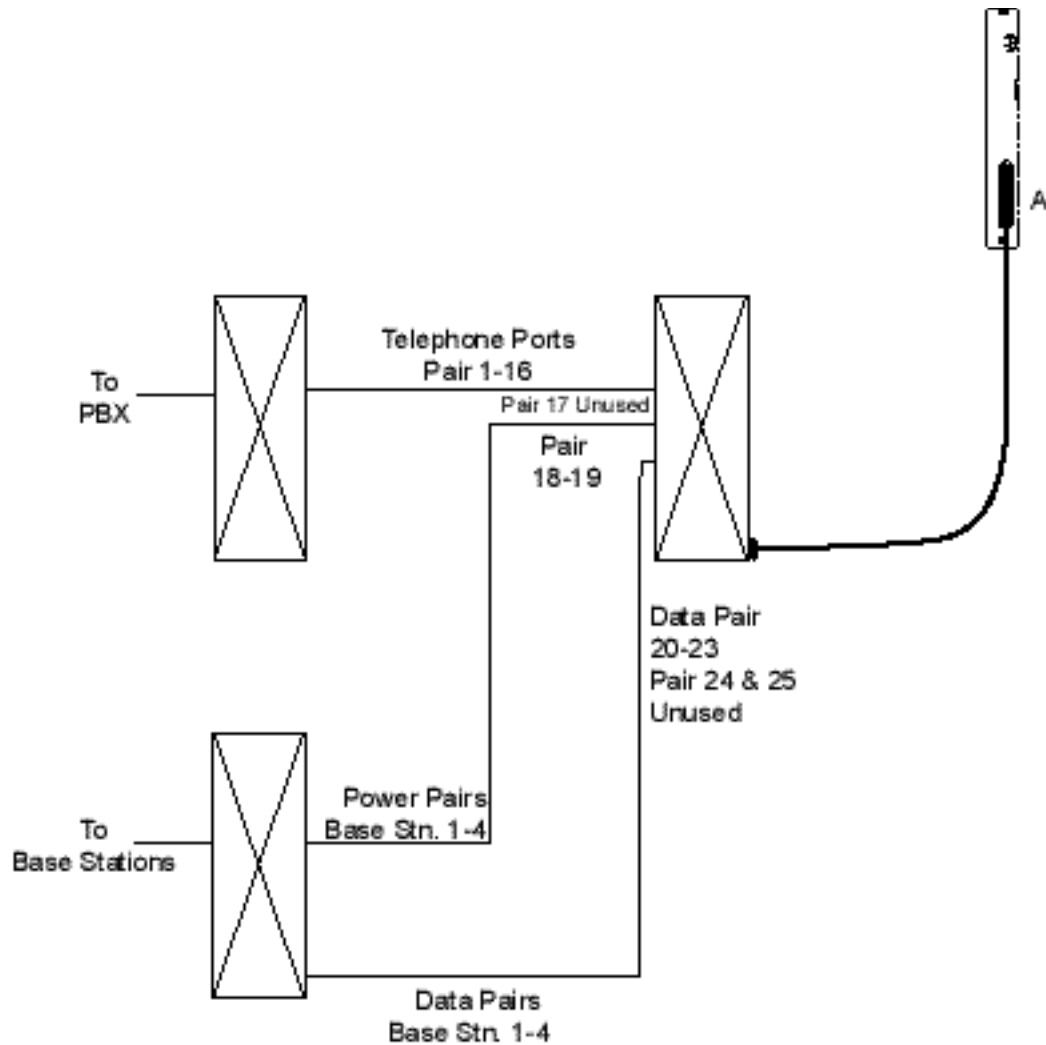 A
Telephone Ports
Pair 1-16
To
PBX
Pair 17 Unused
Pair
18-19
Data Pair
20-23
Pair 24 & 25
Unused
Power Pairs
Base Stn. 1-4
To
Base Stations
Data Pairs
Base Stn. 1-4